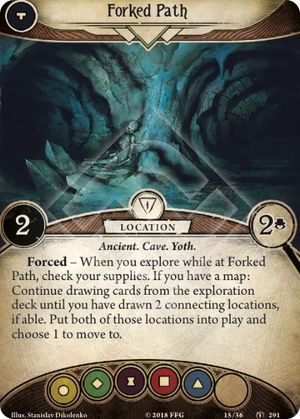 Forked Path
2
LOCATION
2
Ancient. Cave. Yoth.
Forced – When you explore while at Forked
Path, check your supplies. If you have a map:
Continue drawing cards from the exploration
deck until you have drawn 2 connecting locations,
if able. Put both of those locations into play and
choose 1 to move to.
Illus. Stanislav Dikolenko © 2018 FFG 15/36 291